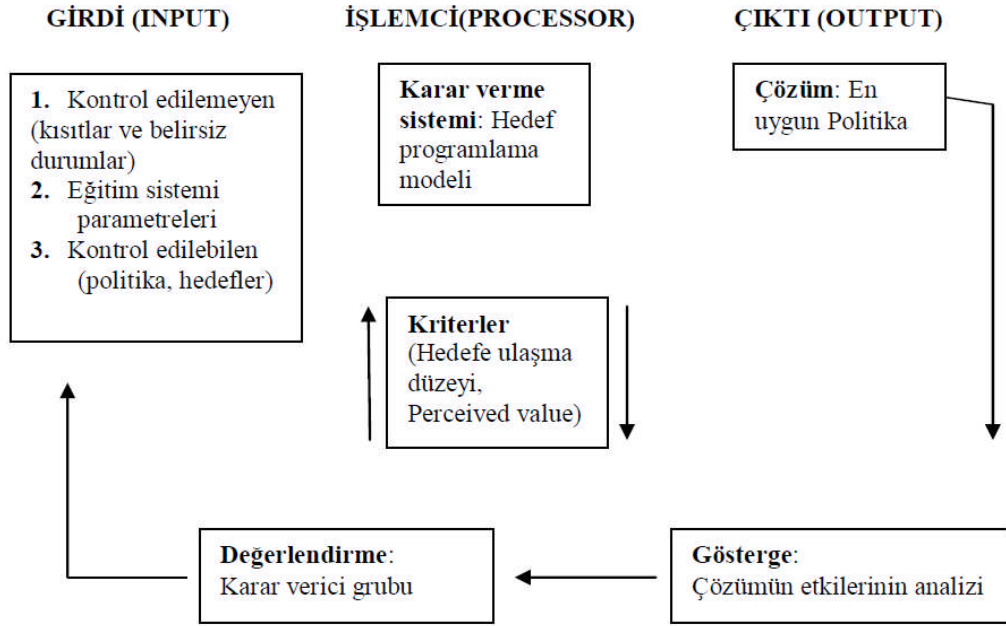 GİRDİ (INPUT)
İŞLEMCİ(PROCESSOR)
ÇIKTI (OUTPUT)
1. Kontrol edilemeyen
(kısıtlar ve belirsiz
durumlar)
2. Eğitim sistemi
parametreleri
3. Kontrol edilebilen
(politika, hedefler)
Karar verme
sistemi: Hedef
programlama
modeli
Çözüm: En
uygun Politika
Kriterler
(Hedefe ulaşma
düzeyi,
Perceived value)
Değerlendirme:
Karar verici grubu
Gösterge:
Çözümün etkilerinin analizi